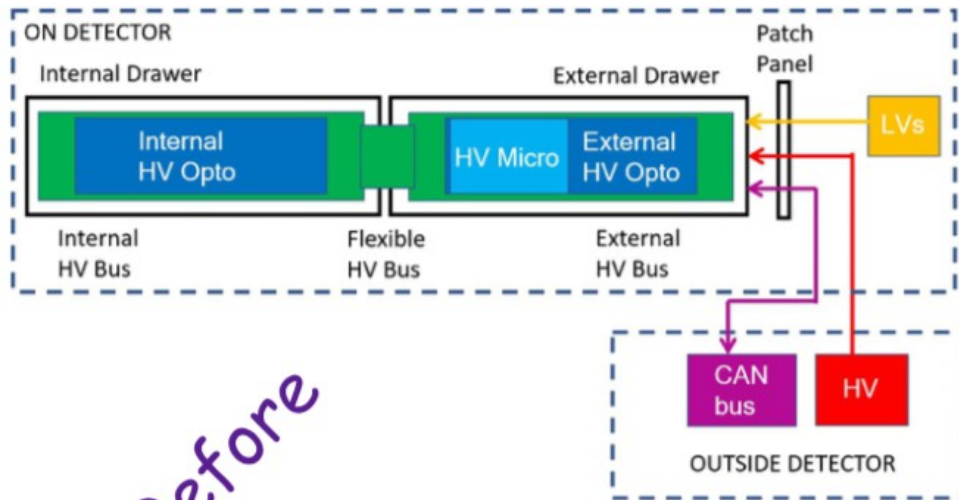 ON DETECTOR
Patch
Panel
Internal Drawer
External Drawer
LVs
Internal
HV Opto
HV Micro
External
HV Opto
Internal
HV Bus
Flexible
HV Bus
External
HV Bus
CAN
bus
HV
OUTSIDE DETECTOR
Before